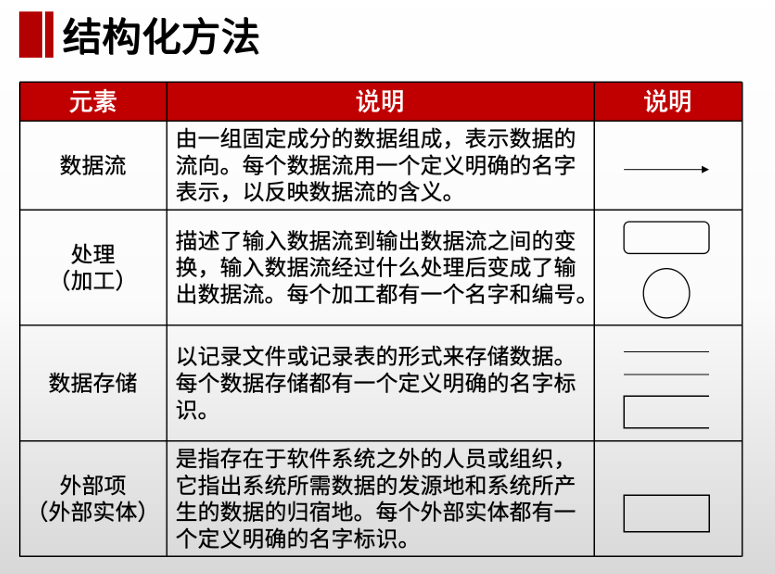 结构化方法
元素
说明
说明
数据流
由一组固定成分的数据组成，表示数据的
流向。每个数据流用一个定义明确的名字
表示，以反映数据流的含义。
处理
（加工）
描述了输入数据流到输出数据流之间的变
换，输入数据流经过什么处理后变成了输
出数据流。每个加工都有一个名字和编号。
数据存储
以记录文件或记录表的形式来存储数据。
每个数据存储都有一个定义明确的名字标
识。
外部项
（外部实体）
是指存在于软件系统之外的人员或组织，
它指出系统所需数据的发源地和系统所产
生的数据的归宿地。每个外部实体都有一
个定义明确的名字标识。